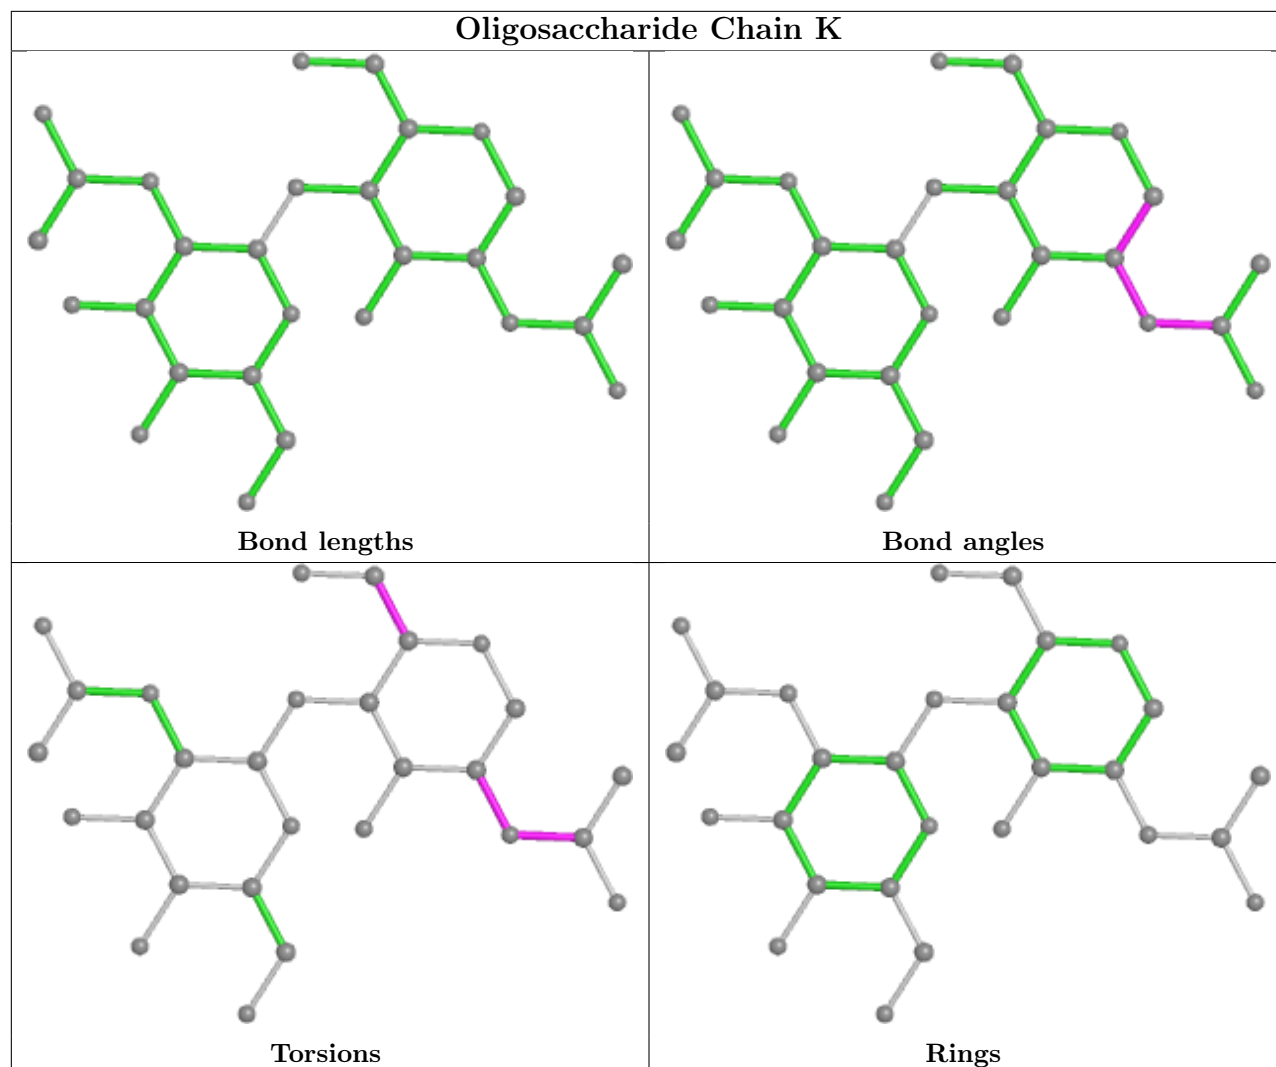 Oligosaccharide Chain K
Bond lengths
Bond angles
Torsions
Rings